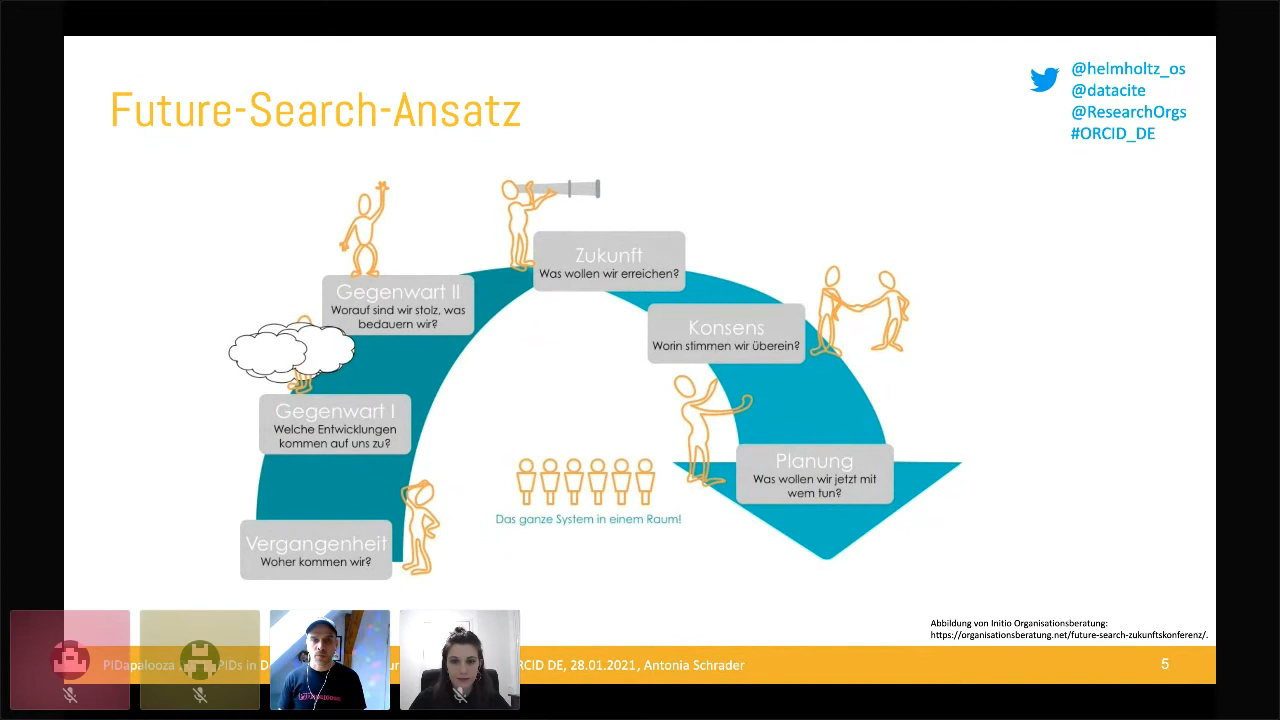 Future-Search-Ansatz
@helmholtz_os
@datacite
@ResearchOrgs
#ORCID_DE
Zukunft
Was wollen wir erreichen?
Gegenwart II
Worauf sind wir stolz, was
bedauern wir?
Konsens
Worin stimmen wir überein?
Gegenwart I
Welche Entwicklungen
kommen auf uns zu?
Planung
Was wollen wir jetzt mit
wem tun?
Das ganze System in einem Raum!
Vergangenheit
Woher kommen wir?
Abbildung von Initio Organisationsberatung:
https://organisationsberatung.net/future-search-zukunftskonferenz/.
PIDapalooza PIDs in DE, 28.01.2021, Antonia Schrader
5